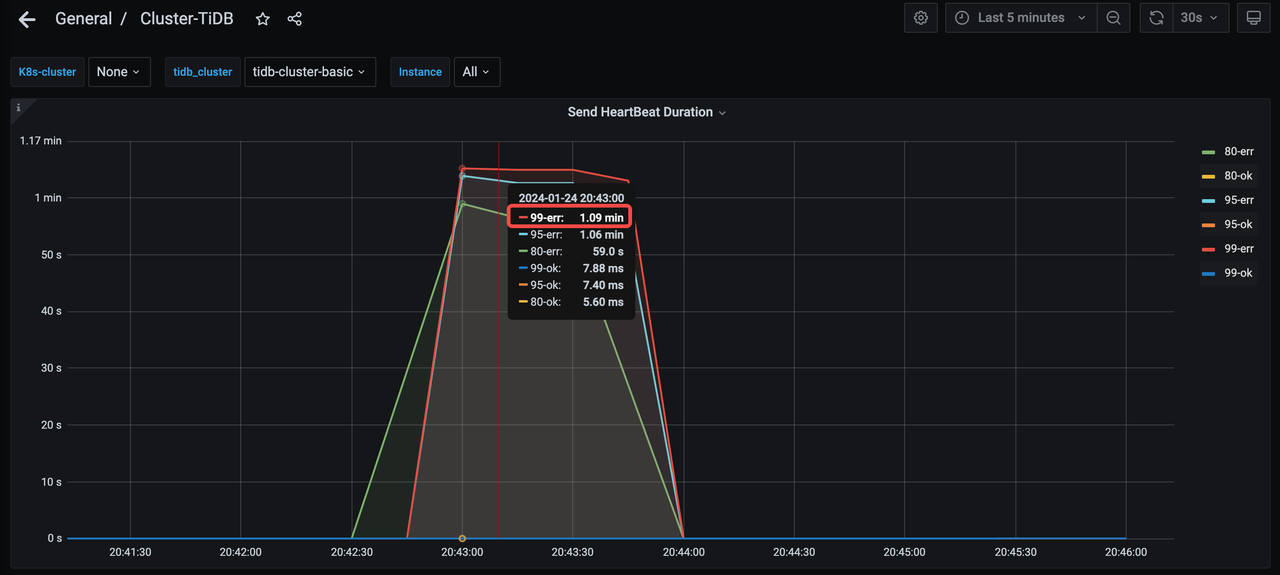 General / Cluster-TiDB
Last 5 minutes
30s
K8s-cluster None tidb_cluster tidb-cluster-basic Instance All
i
Send HeartBeat Duration
1.17 min
1 min
50 s
40 s
30 s
20 s
10 s
0 s
2024-01-24 20:43:00
99-err: 1.09 min
95-err: 1.06 min
80-err: 59.0 s
99-ok: 7.88 ms
95-ok: 7.40 ms
80-ok: 5.60 ms
20:41:30 20:42:00 20:42:30 20:43:00 20:43:30 20:44:00 20:44:30 20:45:00 20:45:30 20:46:00
80-err
80-ok
95-err
95-ok
99-err
99-ok